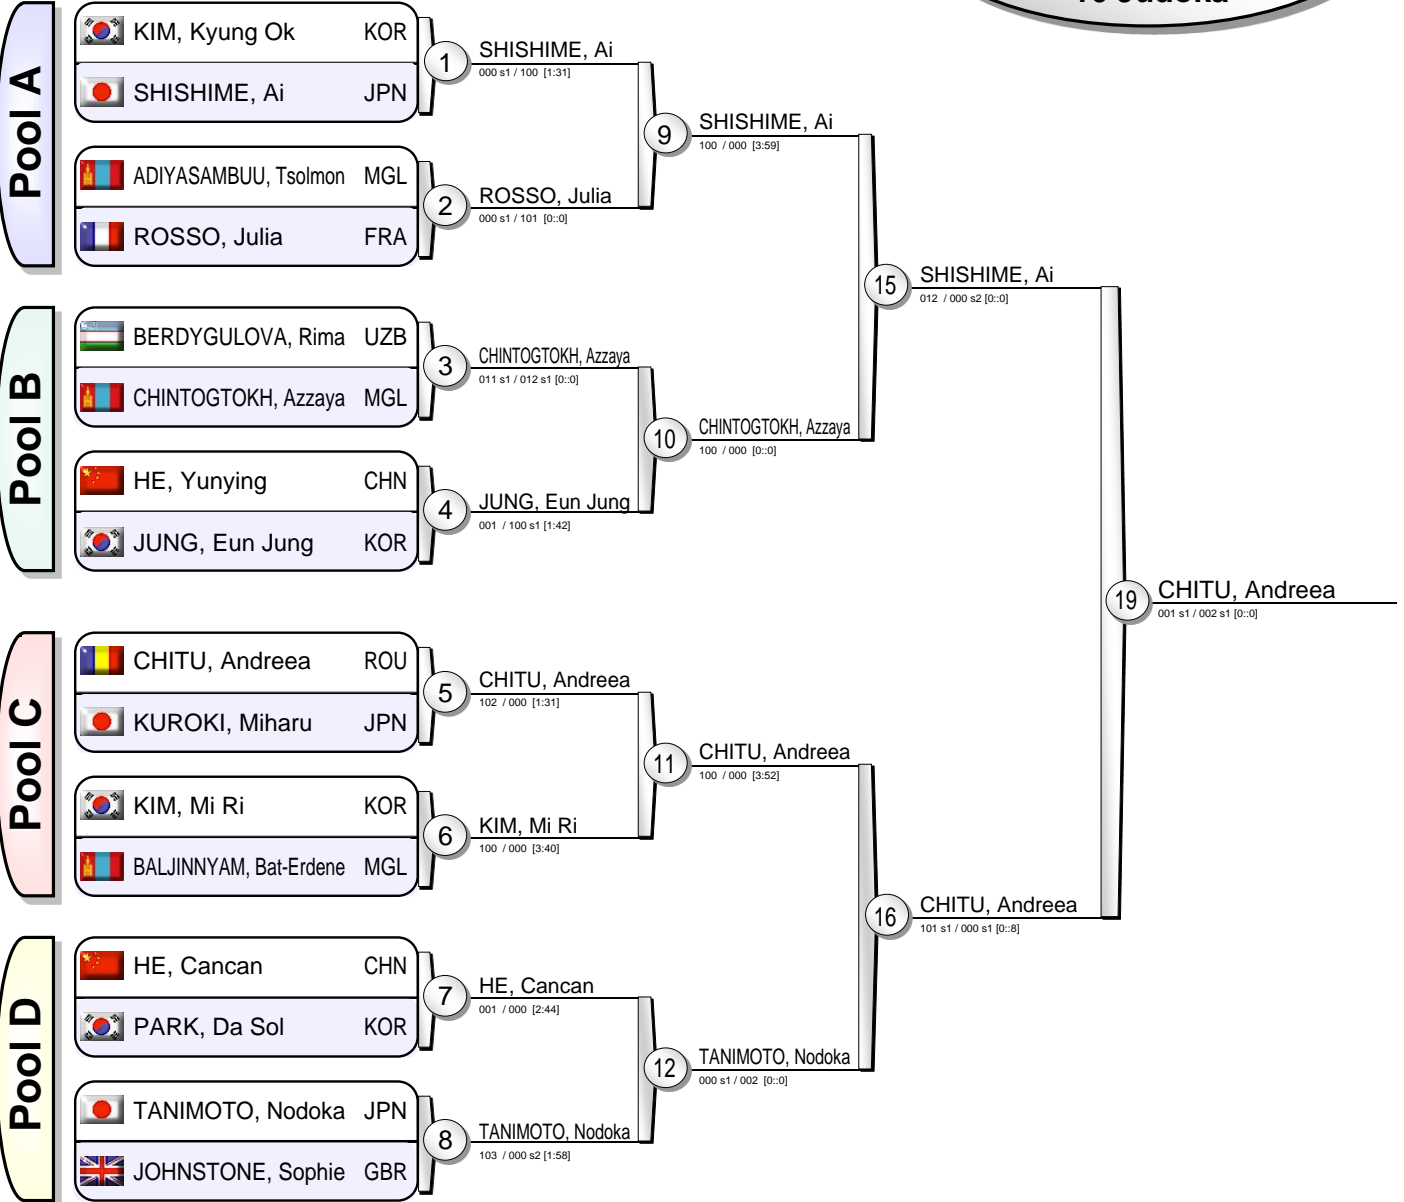 16 Judoka
Pool A
KIM, Kyung Ok KOR
SHISHIME, Ai JPN
1
SHISHIME, Ai
000 s1 / 100 [1:31]
ADIYASAMBUU, Tsolmon MGL
ROSSO, Julia FRA
2
ROSSO, Julia
000 s1 / 101 [0::0]
9
SHISHIME, Ai
100 / 000 [3:59]
Pool B
BERDYGULOVA, Rima UZB
CHINTOGTOKH, Azzaya MGL
3
CHINTOGTOKH, Azzaya
011 s1 / 012 s1 [0::0]
HE, Yunying CHN
JUNG, Eun Jung KOR
4
JUNG, Eun Jung
001 / 100 s1 [1:42]
10
CHINTOGTOKH, Azzaya
100 / 000 [0::0]
15
SHISHIME, Ai
012 / 000 s2 [0::0]
Pool C
CHITU, Andreea ROU
KUROKI, Miharu JPN
5
CHITU, Andreea
102 / 000 [1:31]
KIM, Mi Ri KOR
BALJINNYAM, Bat-Erdene MGL
6
KIM, Mi Ri
100 / 000 [3:40]
11
CHITU, Andreea
100 / 000 [3:52]
Pool D
HE, Cancan CHN
PARK, Da Sol KOR
7
HE, Cancan
001 / 000 [2:44]
TANIMOTO, Nodoka JPN
JOHNSTONE, Sophie GBR
8
TANIMOTO, Nodoka
103 / 000 s2 [1:58]
12
TANIMOTO, Nodoka
000 s1 / 002 [0::0]
16
CHITU, Andreea
101 s1 / 000 s1 [0::8]
19
CHITU, Andreea
001 s1 / 002 s1 [0::0]